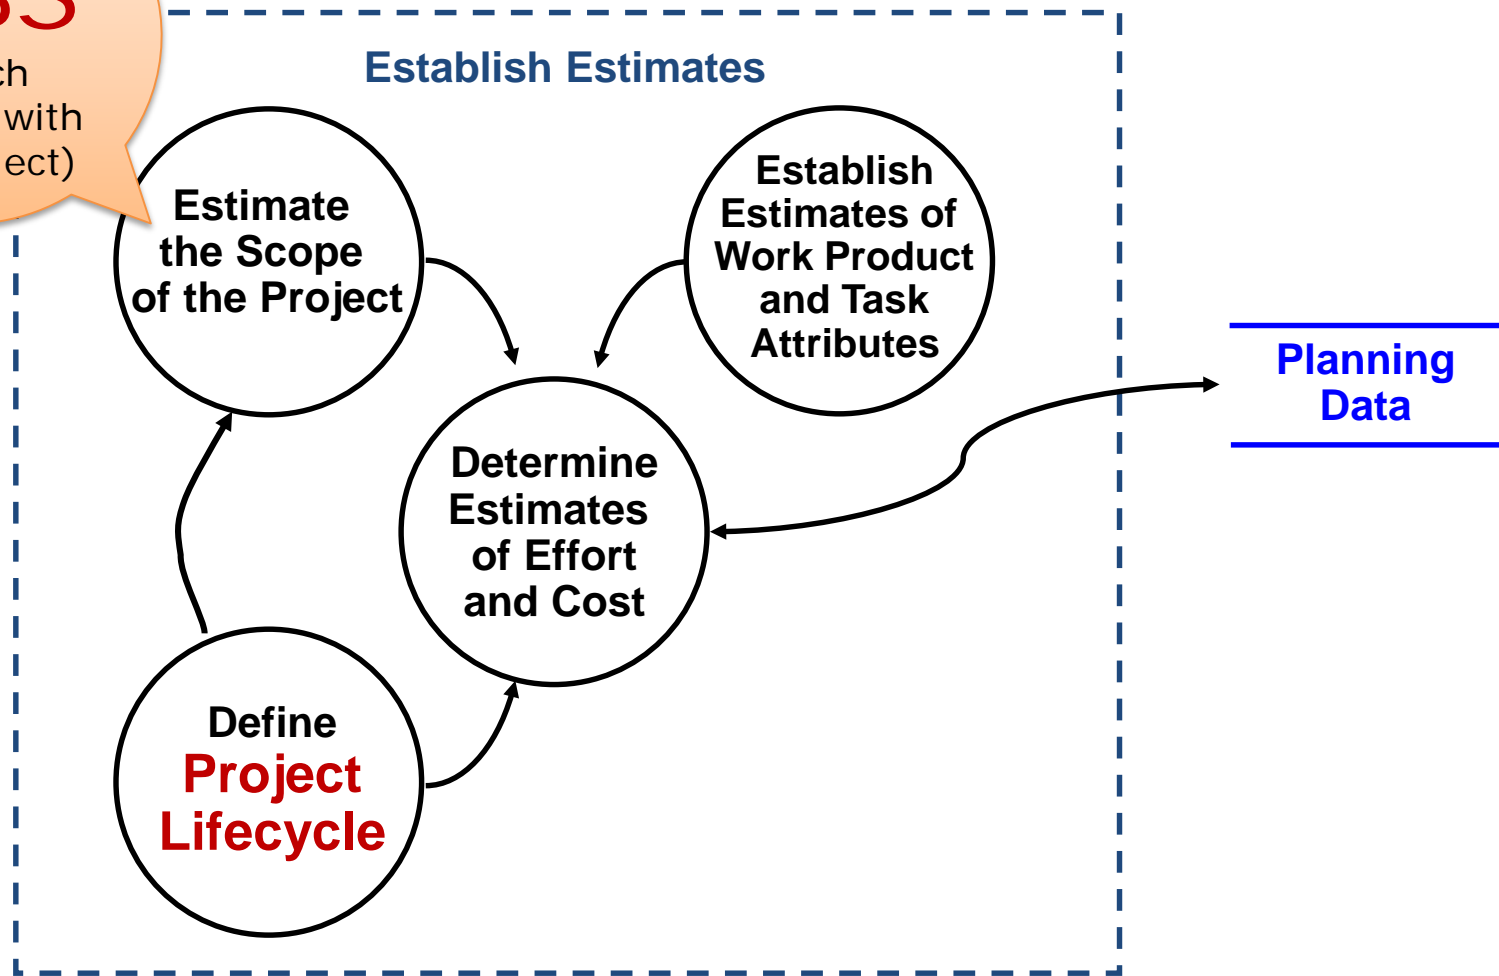 with
Establish Estimates
Estimate
the Scope
of the Project
Establish
Estimates of
Work Product
and Task
Attributes
Planning
Data
Determine
Estimates
of Effort
and Cost
Define
Project
Lifecycle